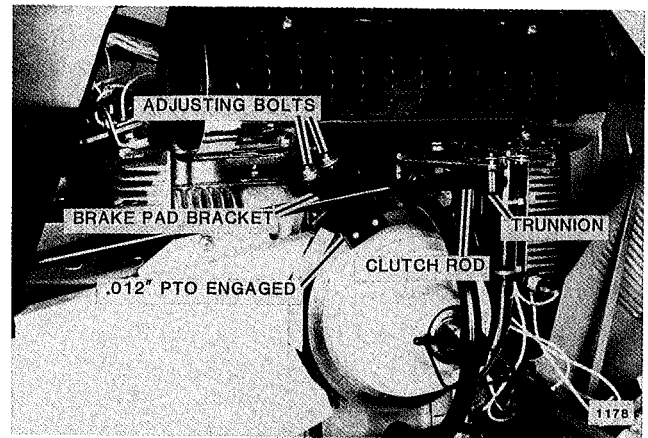 ADJUSTING BOLTS
BRAKE PAD BRACKET
TRUNNION
CLUTCH ROD
.012" PTO ENGAGED
1178